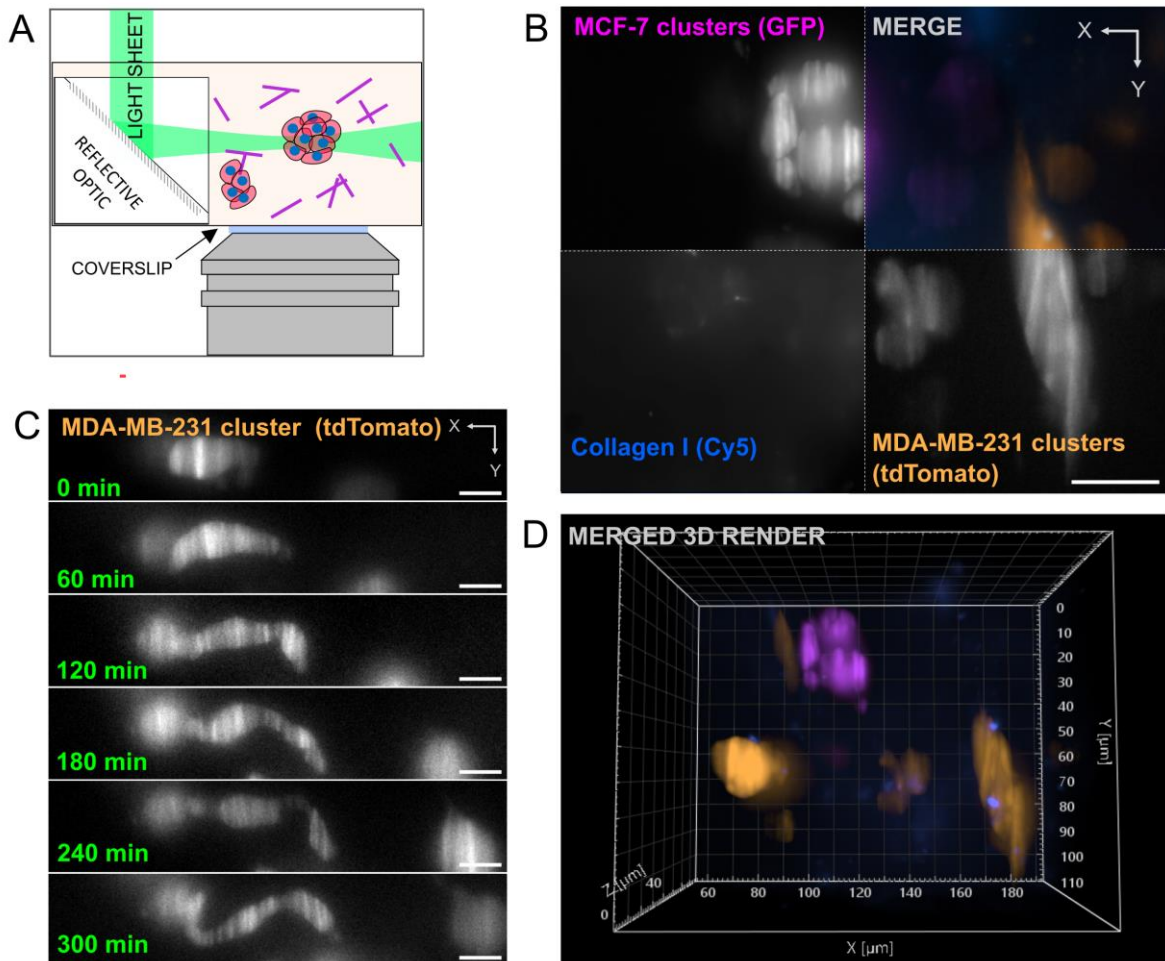 A
LIGHT SHEET
REFLECTIVE
OPTIC
COVERSLIP
B
MCF-7 clusters (GFP)
MERGE
X
Y
Collagen I (Cy5)
MDA-MB-231 clusters
(tdTomato)
C
MDA-MB-231 cluster (tdTomato)
X
Y
0 min
60 min
120 min
180 min
240 min
300 min
D
MERGED 3D RENDER
0
10
20
30
40
50
60
70
80
90
100
110
Y [µm]
Z [µm]
40
0
60 80 100 120 140 160 180
X [µm]